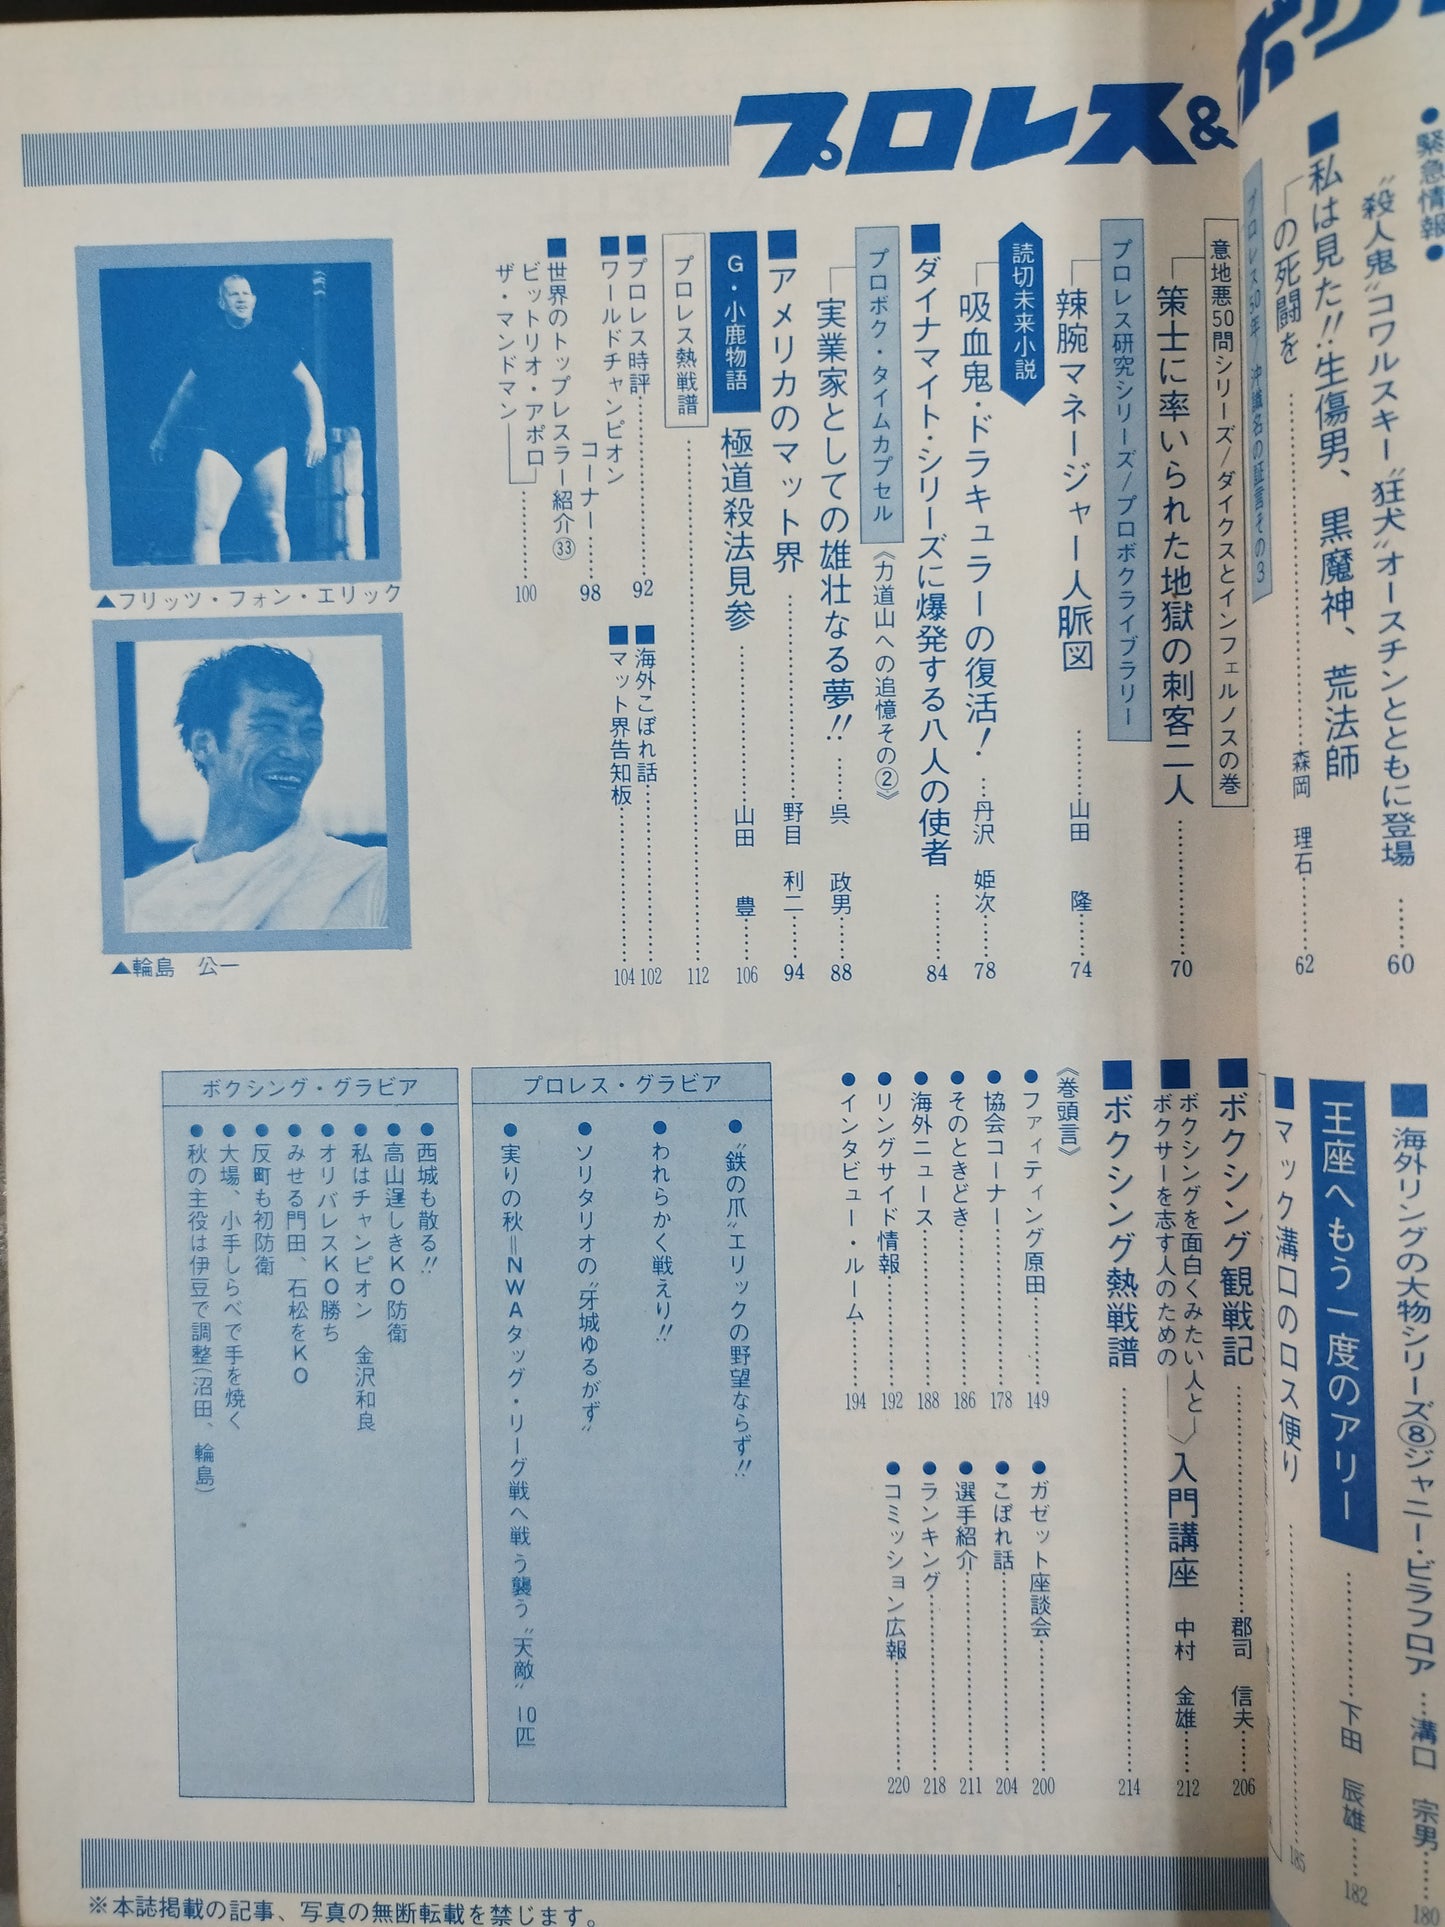 プロレス&
●緊急情報●
“殺人鬼”コワルスキー“狂犬”オースチンとともに登場……60
■私は見た!!生傷男、黒魔神、荒法師
の死闘を……森岡 理石……62
プロレス50年/沖識名の証言その3
意地悪50問シリーズ/ダイクスとインフェルノスの巻
策士に率いられた地獄の刺客二人……70
プロレス研究シリーズ/プロボクライブラリー
辣腕マネージャー人脈図……山田 隆……74
読切未来小説
吸血鬼・ドラキュラーの復活!…丹沢 姫次……78
■ダイナマイト・シリーズに爆発する八人の使者……84
プロボク・タイムカプセル
《力道山への追憶その②》
実業家としての雄壮なる夢!!……呉 政男……88
■アメリカのマット界……野目 利二……94
G・小鹿物語
極道殺法見参……山田 豊……106
プロレス熱戦譜……112
■プロレス時評……92
■ワールドチャンピオン
コーナー……98
■世界のトップレスラー紹介㉝
ビットリオ・アポロ
ザ・マンドマン……100
■海外こぼれ話……102
■マット界告知板……104
▲フリッツ・フォン・エリック
▲輪島 公一
■海外リングの大物シリーズ⑧ジャニー・ビラフロア…溝口 宗男……180
王座へもう一度のアリー……下田 辰雄……182
■マック溝口のロス便り……185
■ボクシング観戦記……郡司 信夫……206
■ボクシングを面白くみたい人と
ボクサーを志す人のための
入門講座 中村 金雄……212
■ボクシング熱戦譜……214
《巻頭言》
●ファィティング原田……149
●協会コーナー……178
●そのときどき……186
●海外ニュース……188
●リングサイド情報……192
●インタビュー・ルーム……194
●ガゼット座談会……200
●こぼれ話……204
●選手紹介……211
●ランキング……218
●コミッション広報……220
プロレス・グラビア
●“鉄の爪”エリックの野望ならず!!
●われらかく戦えり!!
●ソリタリオの“牙城ゆるがず”
●実りの秋=NWAタッグ・リーグ戦へ戦う襲う“天敵”10匹
ボクシング・グラビア
●西城も散る!!
●高山逞しきKO防衛
●私はチャンピオン 金沢和良
●オリバレスKO勝ち
●みせる門田、石松をKO
●反町も初防衛
●大場、小手しらべで手を焼く
●秋の主役は伊豆で調整(沼田、輪島)
※本誌掲載の記事、写真の無断転載を禁じます。